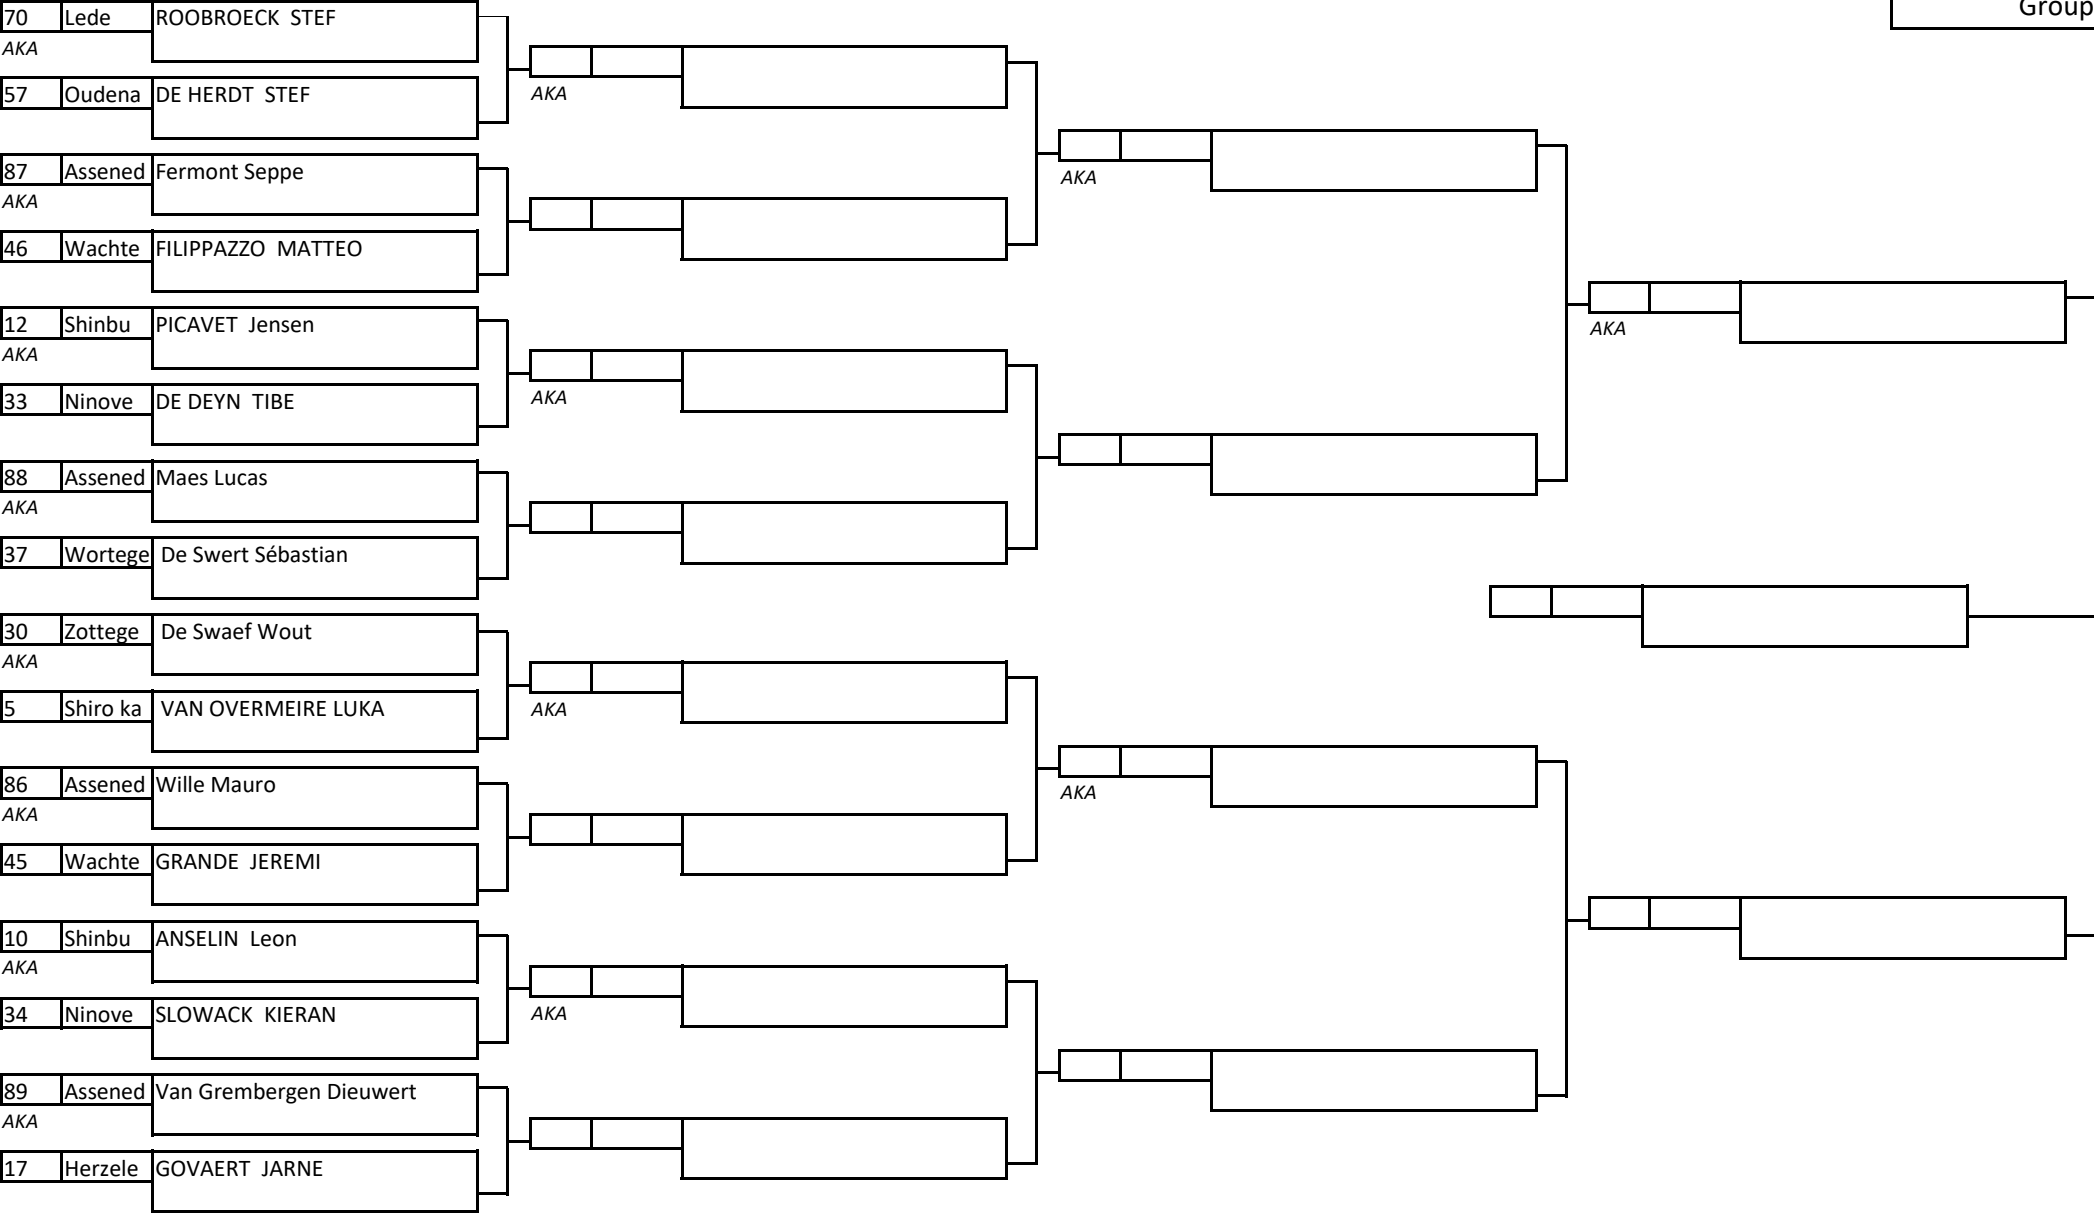 Group
70 Lede ROOBROECK STEF
AKA
AKA
57 Oudena DE HERDT STEF
87 Assened Fermont Seppe
AKA
AKA
46 Wachte FILIPPAZZO MATTEO
12 Shinbu PICAVET Jensen
AKA
AKA
33 Ninove DE DEYN TIBE
AKA
88 Assened Maes Lucas
AKA
37 Wortege De Swert Sébastian
30 Zottege De Swaef Wout
AKA
5 Shiro ka VAN OVERMEIRE LUKA
AKA
86 Assened Wille Mauro
AKA
AKA
45 Wachte GRANDE JEREMI
10 Shinbu ANSELIN Leon
AKA
34 Ninove SLOWACK KIERAN
AKA
89 Assened Van Grembergen Dieuwert
AKA
17 Herzele GOVAERT JARNE